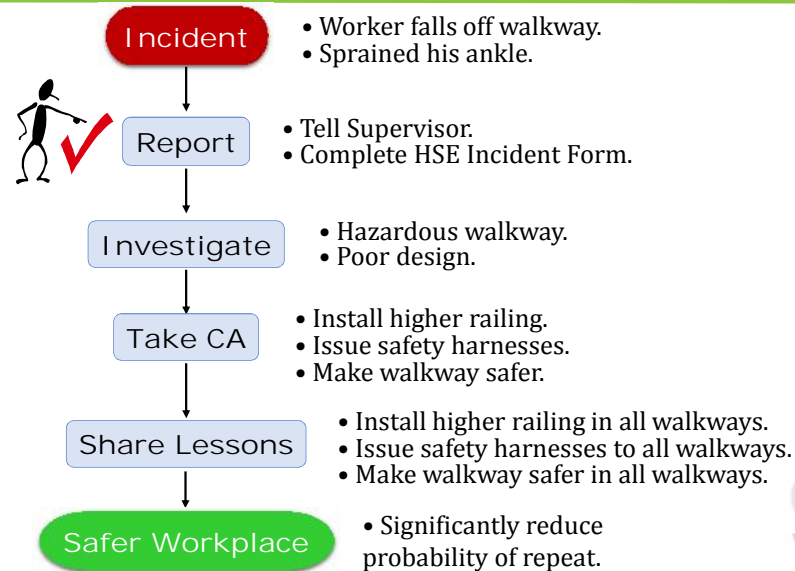 Incident
• Worker falls off walkway.
• Sprained his ankle.
Report
• Tell Supervisor.
• Complete HSE Incident Form.
Investigate
• Hazardous walkway.
• Poor design.
Take CA
• Install higher railing.
• Issue safety harnesses.
• Make walkway safer.
Share Lessons
• Install higher railing in all walkways.
• Issue safety harnesses to all walkways.
• Make walkway safer in all walkways.
Safer Workplace
• Significantly reduce
probability of repeat.